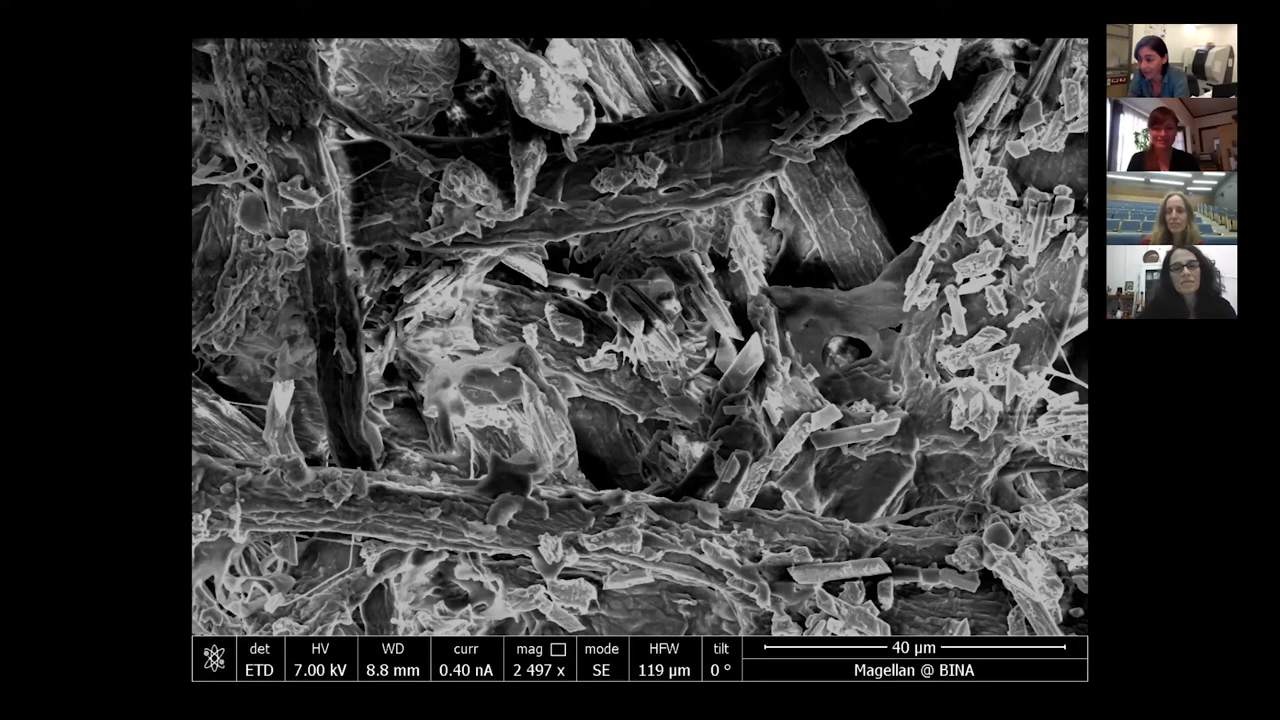 det HV WD curr mag mode HFW tilt 40 µm
ETD 7.00 kV 8.8 mm 0.40 nA 2 497 x SE 119 µm 0 ° Magellan @ BINA